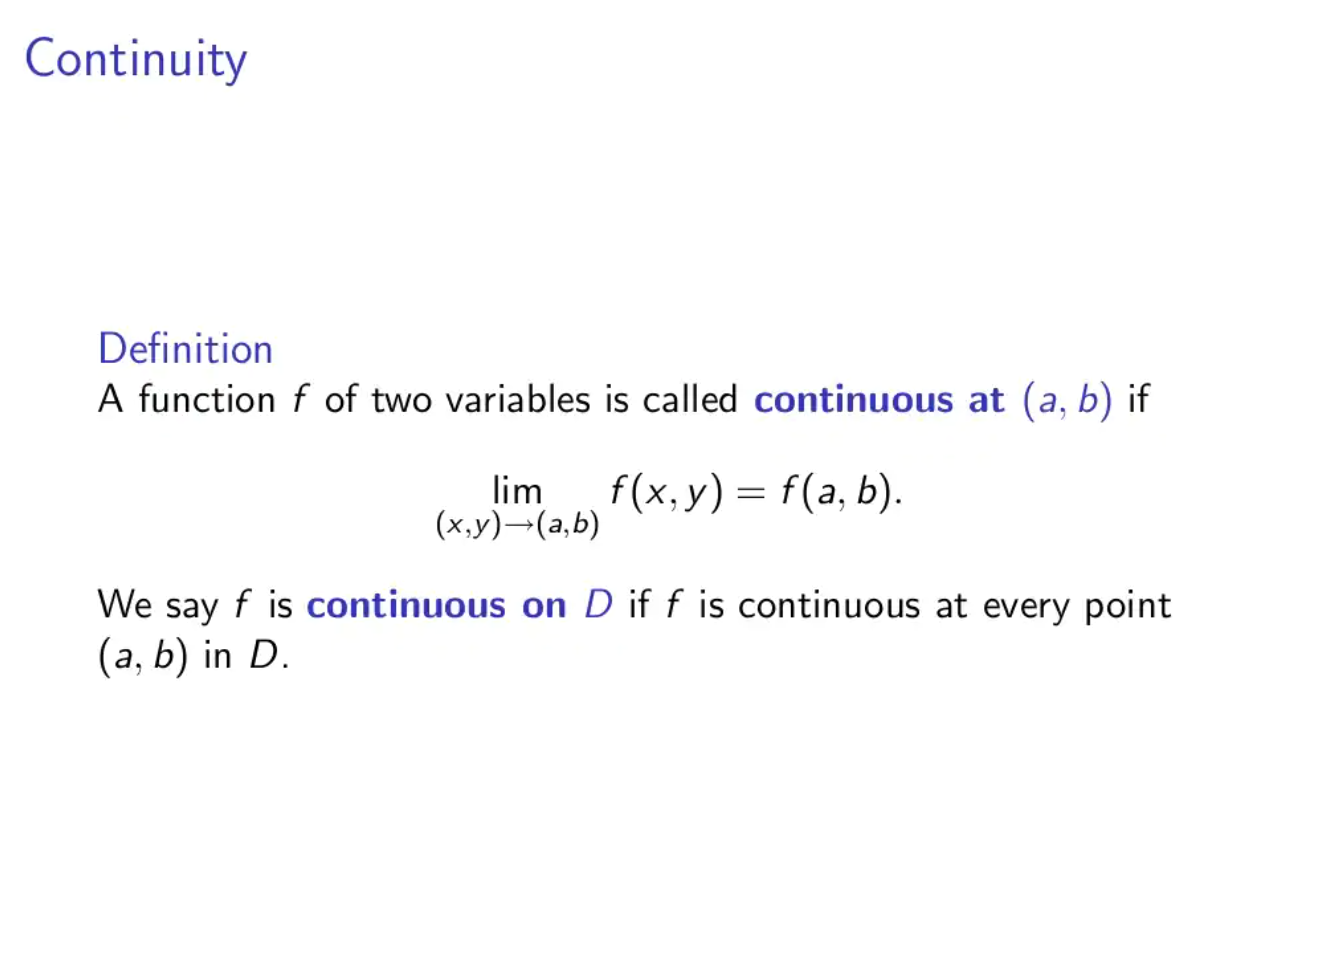 Continuity
Definition
A function f of two variables is called continuous at (a, b) if
lim f(x, y) = f(a, b).
(x,y)→(a,b)
We say f is continuous on D if f is continuous at every point
(a, b) in D.